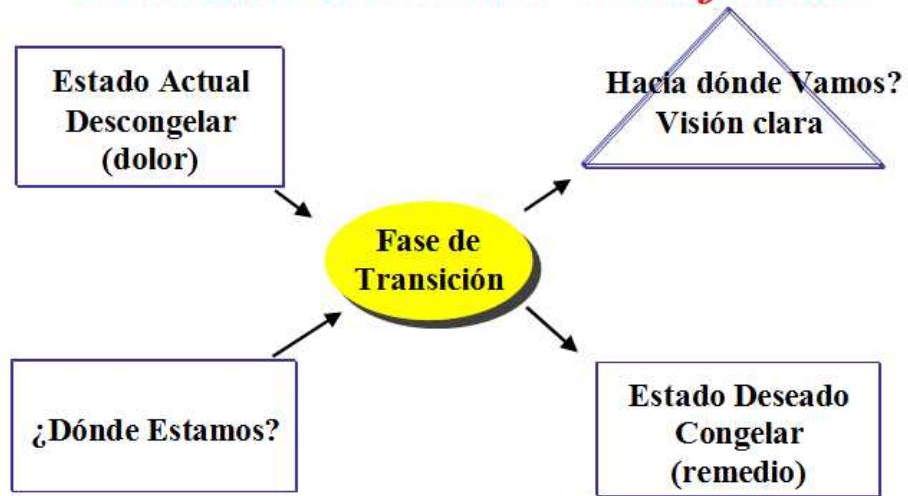 Estado Actual
Descongelar
(dolor)
Hacia dónde Vamos?
Visión clara
Fase de
Transición
¿Dónde Estamos?
Estado Deseado
Congelar
(remedio)